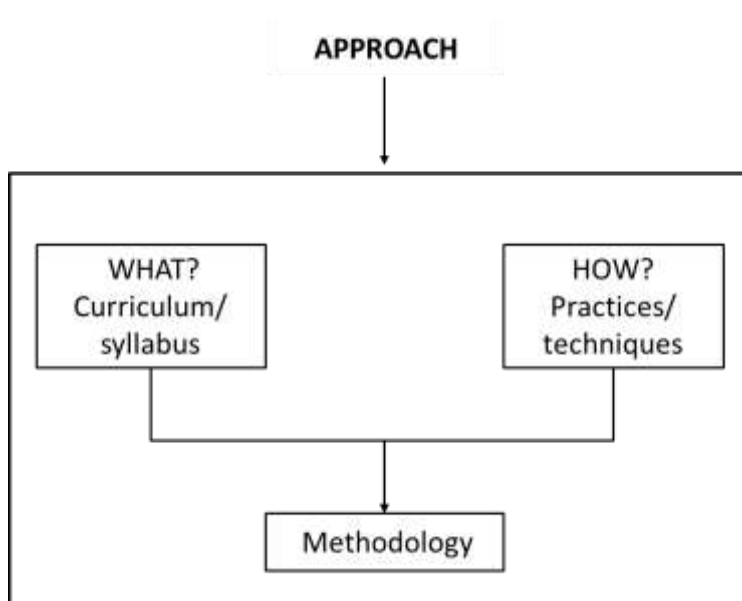 APPROACH
WHAT?
Curriculum/
syllabus
HOW?
Practices/
techniques
Methodology